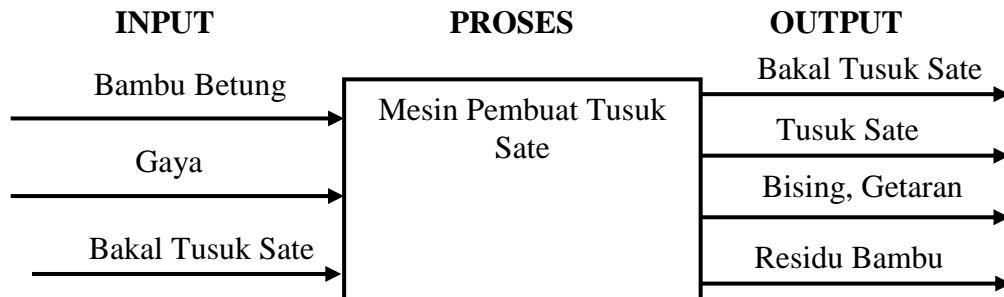 INPUT
PROSES
OUTPUT
Bambu Betung
Gaya
Bakal Tusuk Sate
Mesin Pembuat Tusuk
Sate
Bakal Tusuk Sate
Tusuk Sate
Bising, Getaran
Residu Bambu